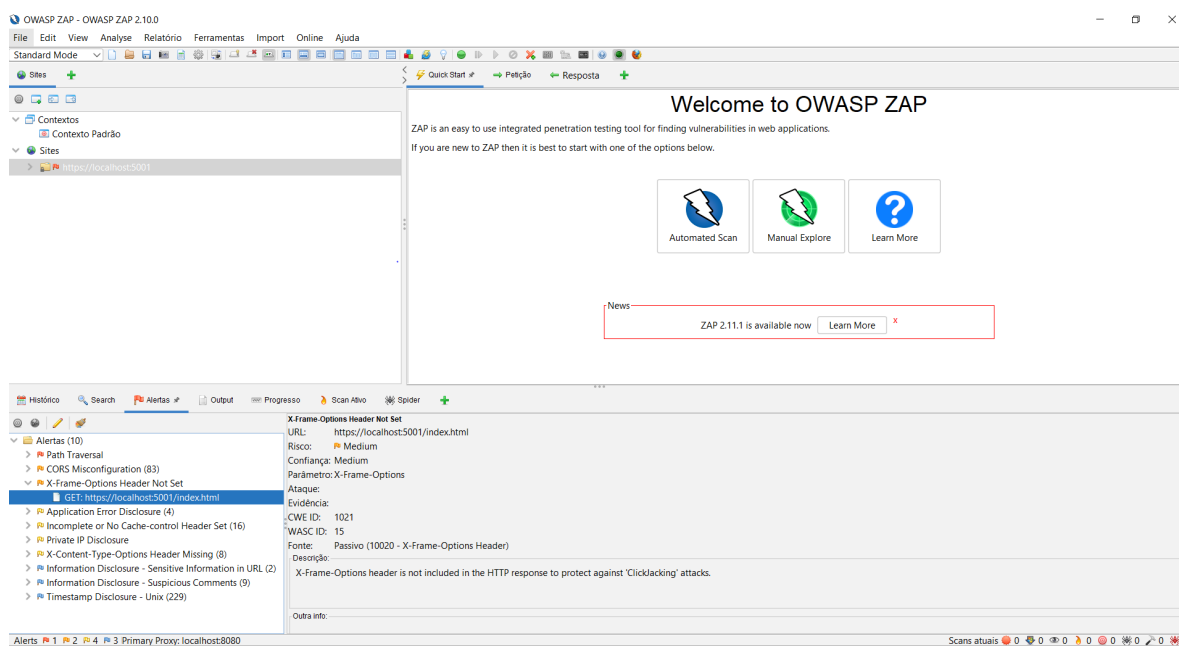 OWASP ZAP - OWASP ZAP 2.10.0
File Edit View Analyse Relatório Ferramentas Import Online Ajuda
Standard Mode
Sites
Quick Start
Petição
Resposta
Contextos
Contexto Padrão
Sites
https://localhost:5001
Welcome to OWASP ZAP
ZAP is an easy to use integrated penetration testing tool for finding vulnerabilities in web applications.
If you are new to ZAP then it is best to start with one of the options below.
Automated Scan
Manual Explore
Learn More
News
ZAP 2.11.1 is available now Learn More x
Histórico Search Alertas Output Progresso Scan Ativo Spider
Alertas (10)
Path Traversal
CORS Misconfiguration (83)
X-Frame-Options Header Not Set
GET: https://localhost:5001/index.html
Application Error Disclosure (4)
Incomplete or No Cache-control Header Set (16)
Private IP Disclosure
X-Content-Type-Options Header Missing (8)
Information Disclosure - Sensitive Information in URL (2)
Information Disclosure - Suspicious Comments (9)
Timestamp Disclosure - Unix (229)
X-Frame-Options Header Not Set
URL: https://localhost:5001/index.html
Risco: Medium
Confiança: Medium
Parâmetro: X-Frame-Options
Ataque:
Evidência:
CWE ID: 1021
WASC ID: 15
Fonte: Passivo (10020 - X-Frame-Options Header)
Descrição:
X-Frame-Options header is not included in the HTTP response to protect against 'ClickJacking' attacks.
Outra info:
Alerts 1 2 4 3 Primary Proxy: localhost:8080
Scans atuais 0 0 0 0 0 0 0